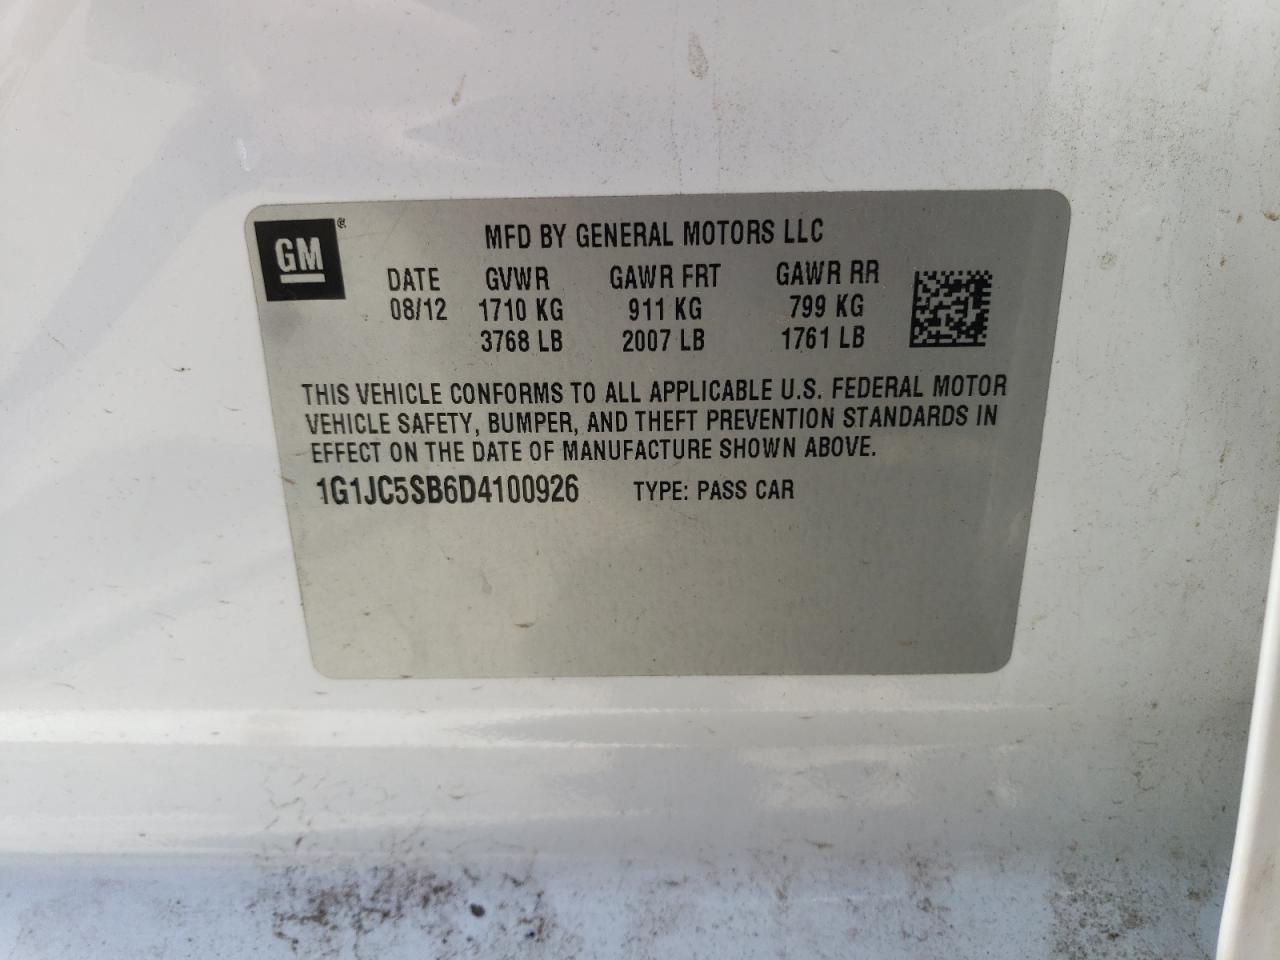 GM ®
MFD BY GENERAL MOTORS LLC
DATE GVWR GAWR FRT GAWR RR
08/12 1710 KG 911 KG 799 KG
3768 LB 2007 LB 1761 LB
THIS VEHICLE CONFORMS TO ALL APPLICABLE U.S. FEDERAL MOTOR
VEHICLE SAFETY, BUMPER, AND THEFT PREVENTION STANDARDS IN
EFFECT ON THE DATE OF MANUFACTURE SHOWN ABOVE.
1G1JC5SB6D4100926 TYPE: PASS CAR